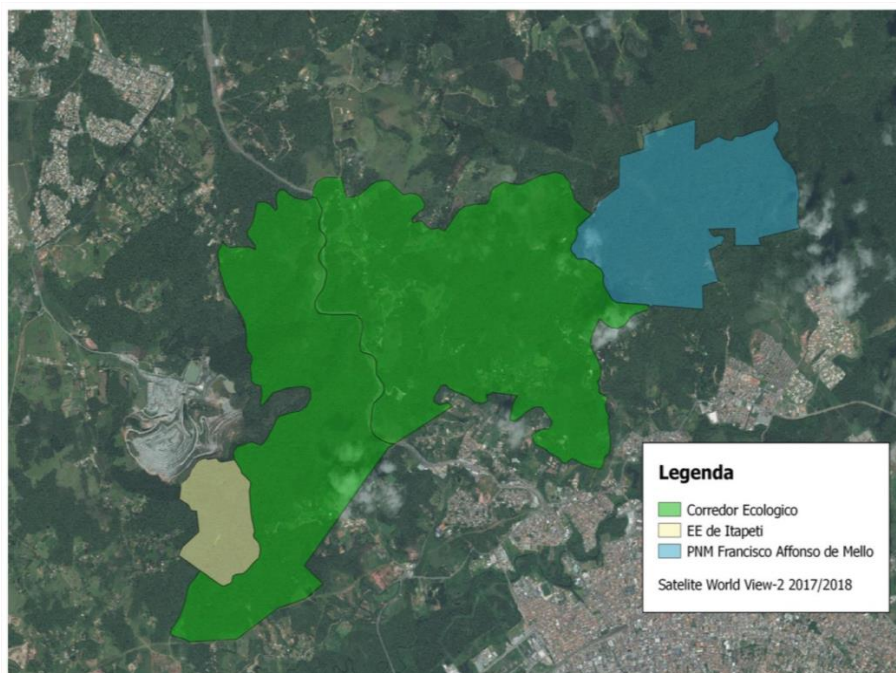 Legenda
Corredor Ecologico
EE de Itapeti
PNM Francisco Affonso de Mello
Satelite World View-2 2017/2018